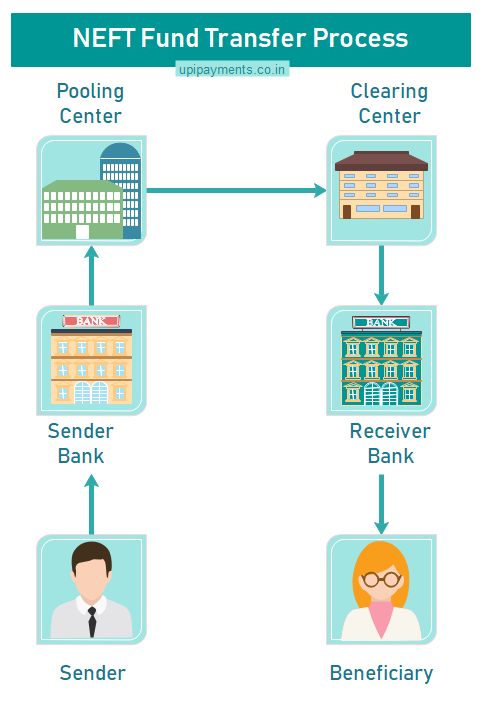 NEFT Fund Transfer Process
upipayments.co.in
Pooling
Center
Clearing
Center
BANK
BANK
Sender
Bank
Receiver
Bank
Sender
Beneficiary